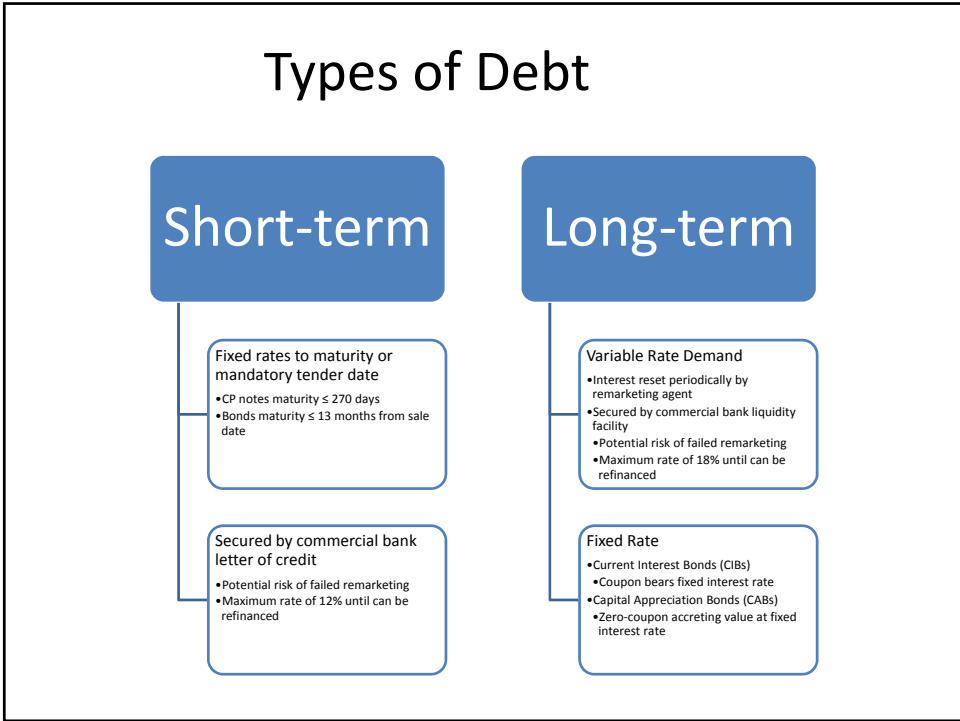 Types of Debt
Short-term
Fixed rates to maturity or
mandatory tender date
•CP notes maturity ≤ 270 days
•Bonds maturity ≤ 13 months from sale
date
Secured by commercial bank
letter of credit
•Potential risk of failed remarketing
•Maximum rate of 12% until can be
refinanced
Long-term
Variable Rate Demand
•Interest reset periodically by
remarketing agent
•Secured by commercial bank liquidity
facility
•Potential risk of failed remarketing
•Maximum rate of 18% until can be
refinanced
Fixed Rate
•Current Interest Bonds (CIBs)
•Coupon bears fixed interest rate
•Capital Appreciation Bonds (CABs)
•Zero-coupon accreting value at fixed
interest rate